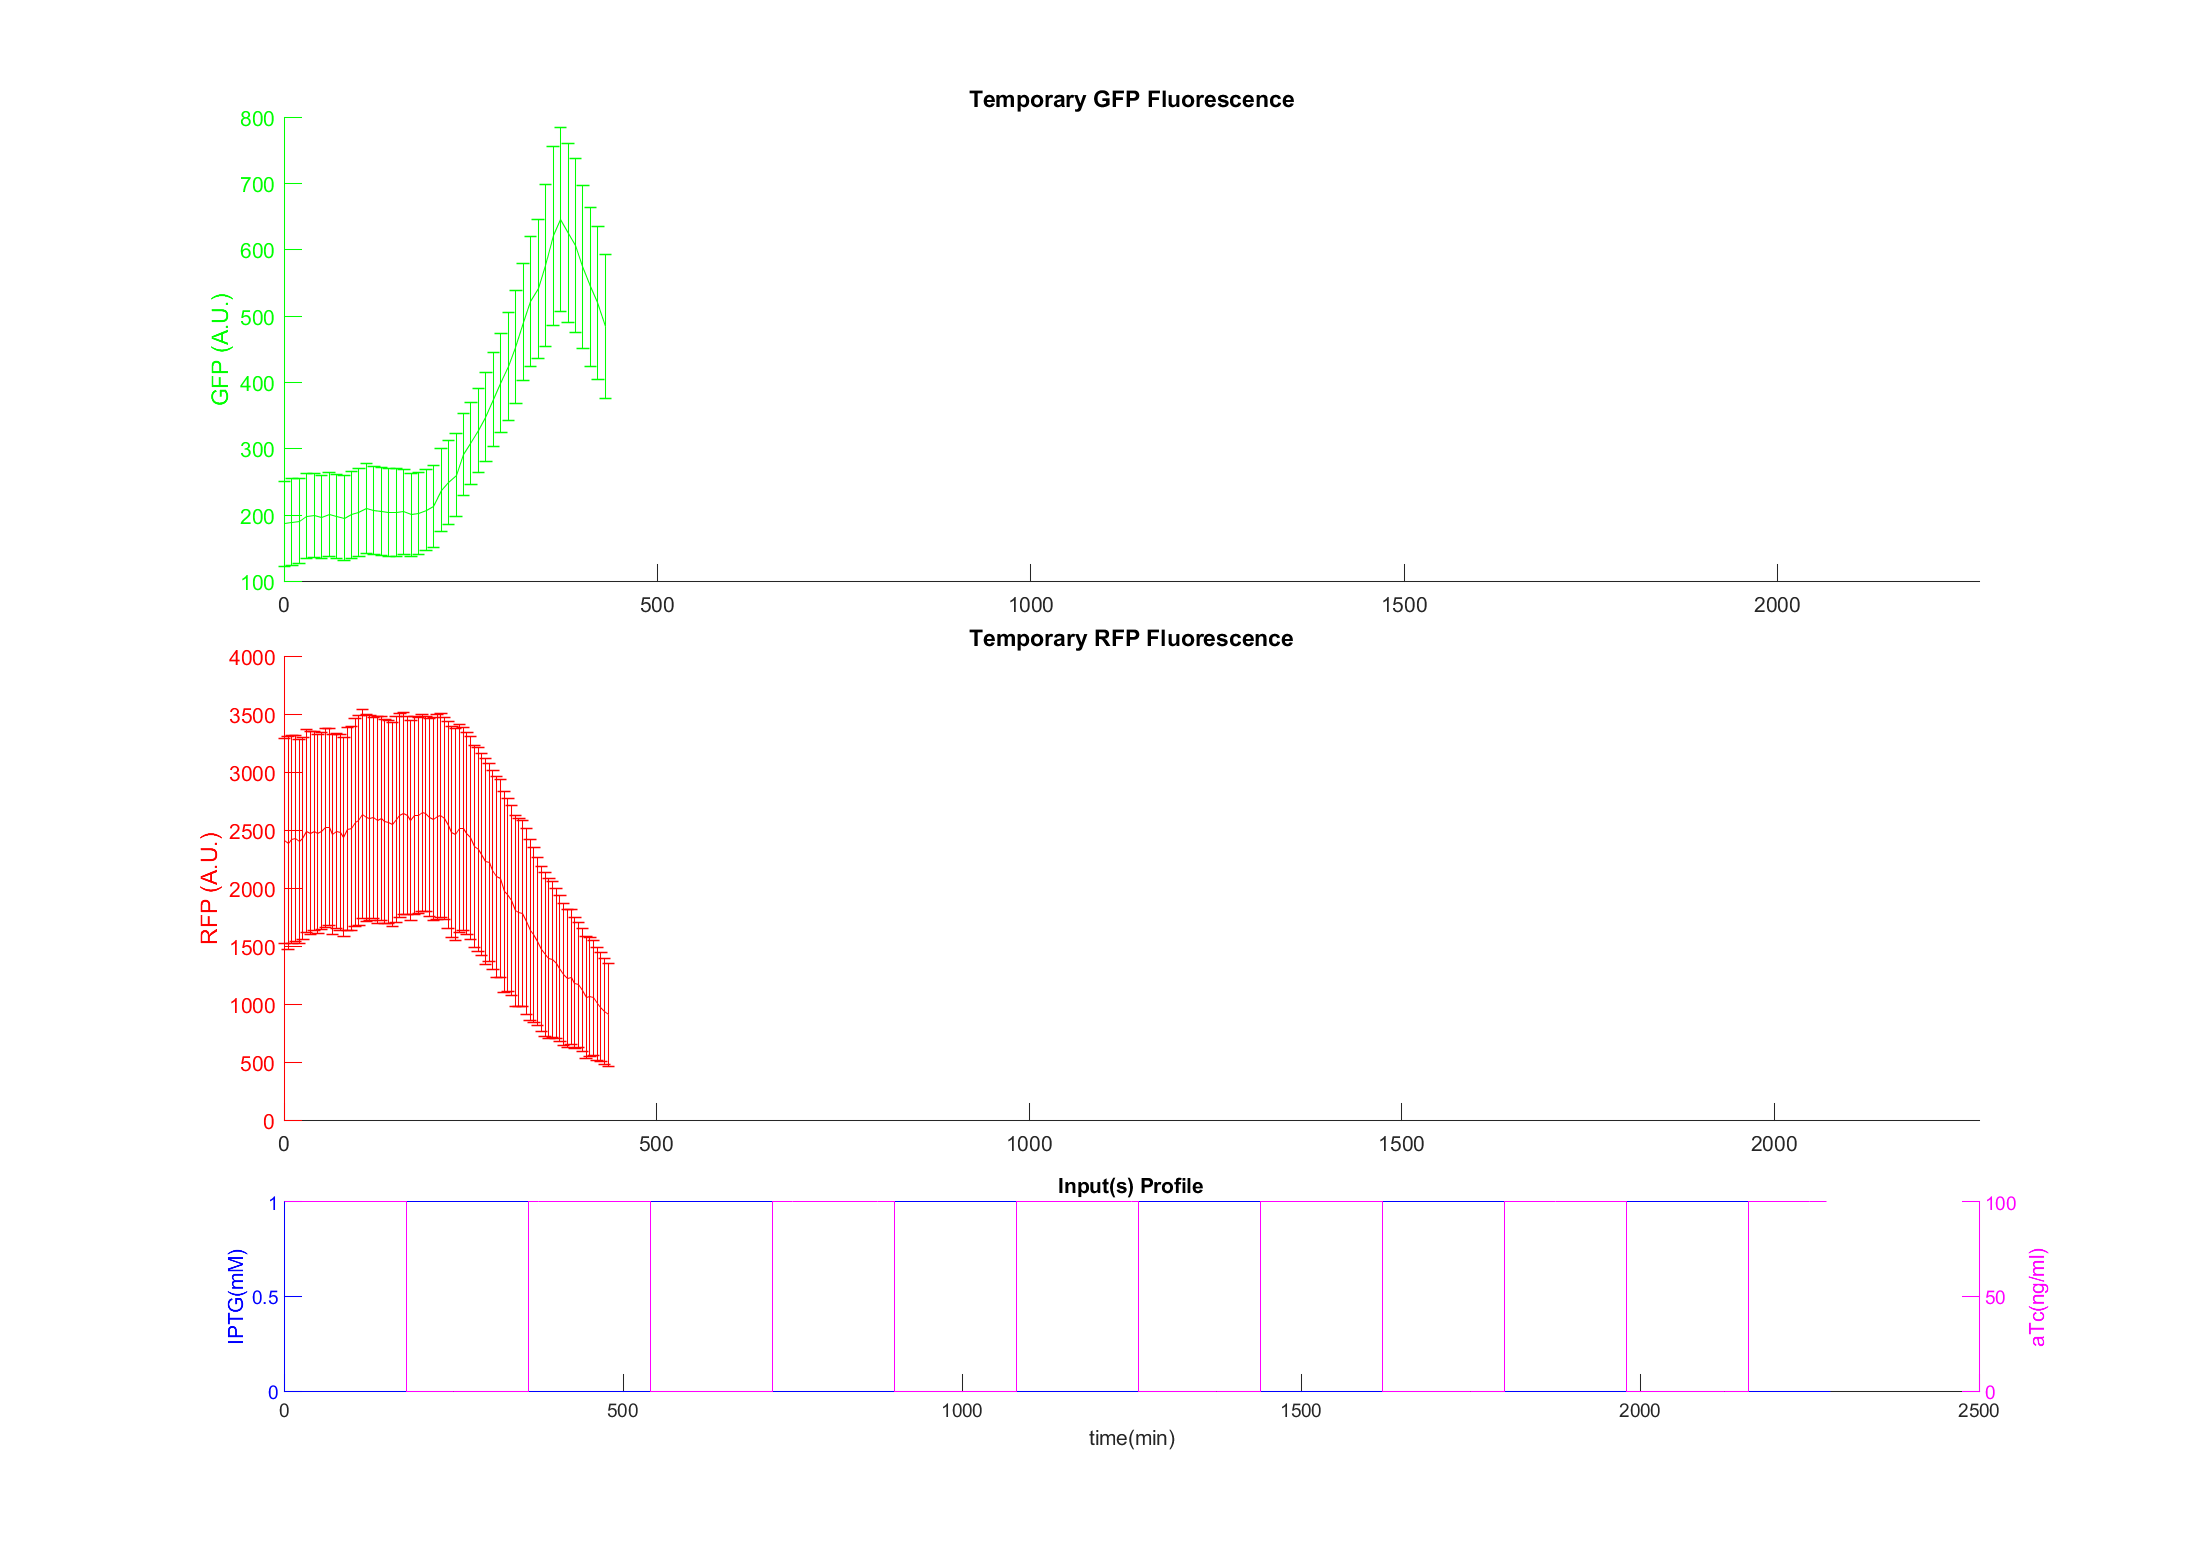 Temporary GFP Fluorescence
800
700
600
500
400
300
200
100
GFP (A.U.)
0 500 1000 1500 2000
Temporary RFP Fluorescence
4000
3500
3000
2500
2000
1500
1000
500
0
RFP (A.U.)
0 500 1000 1500 2000
Input(s) Profile
1
0.5
0
IPTG(mM)
100
50
0
aTc(ng/ml)
0 500 1000 1500 2000 2500
time(min)